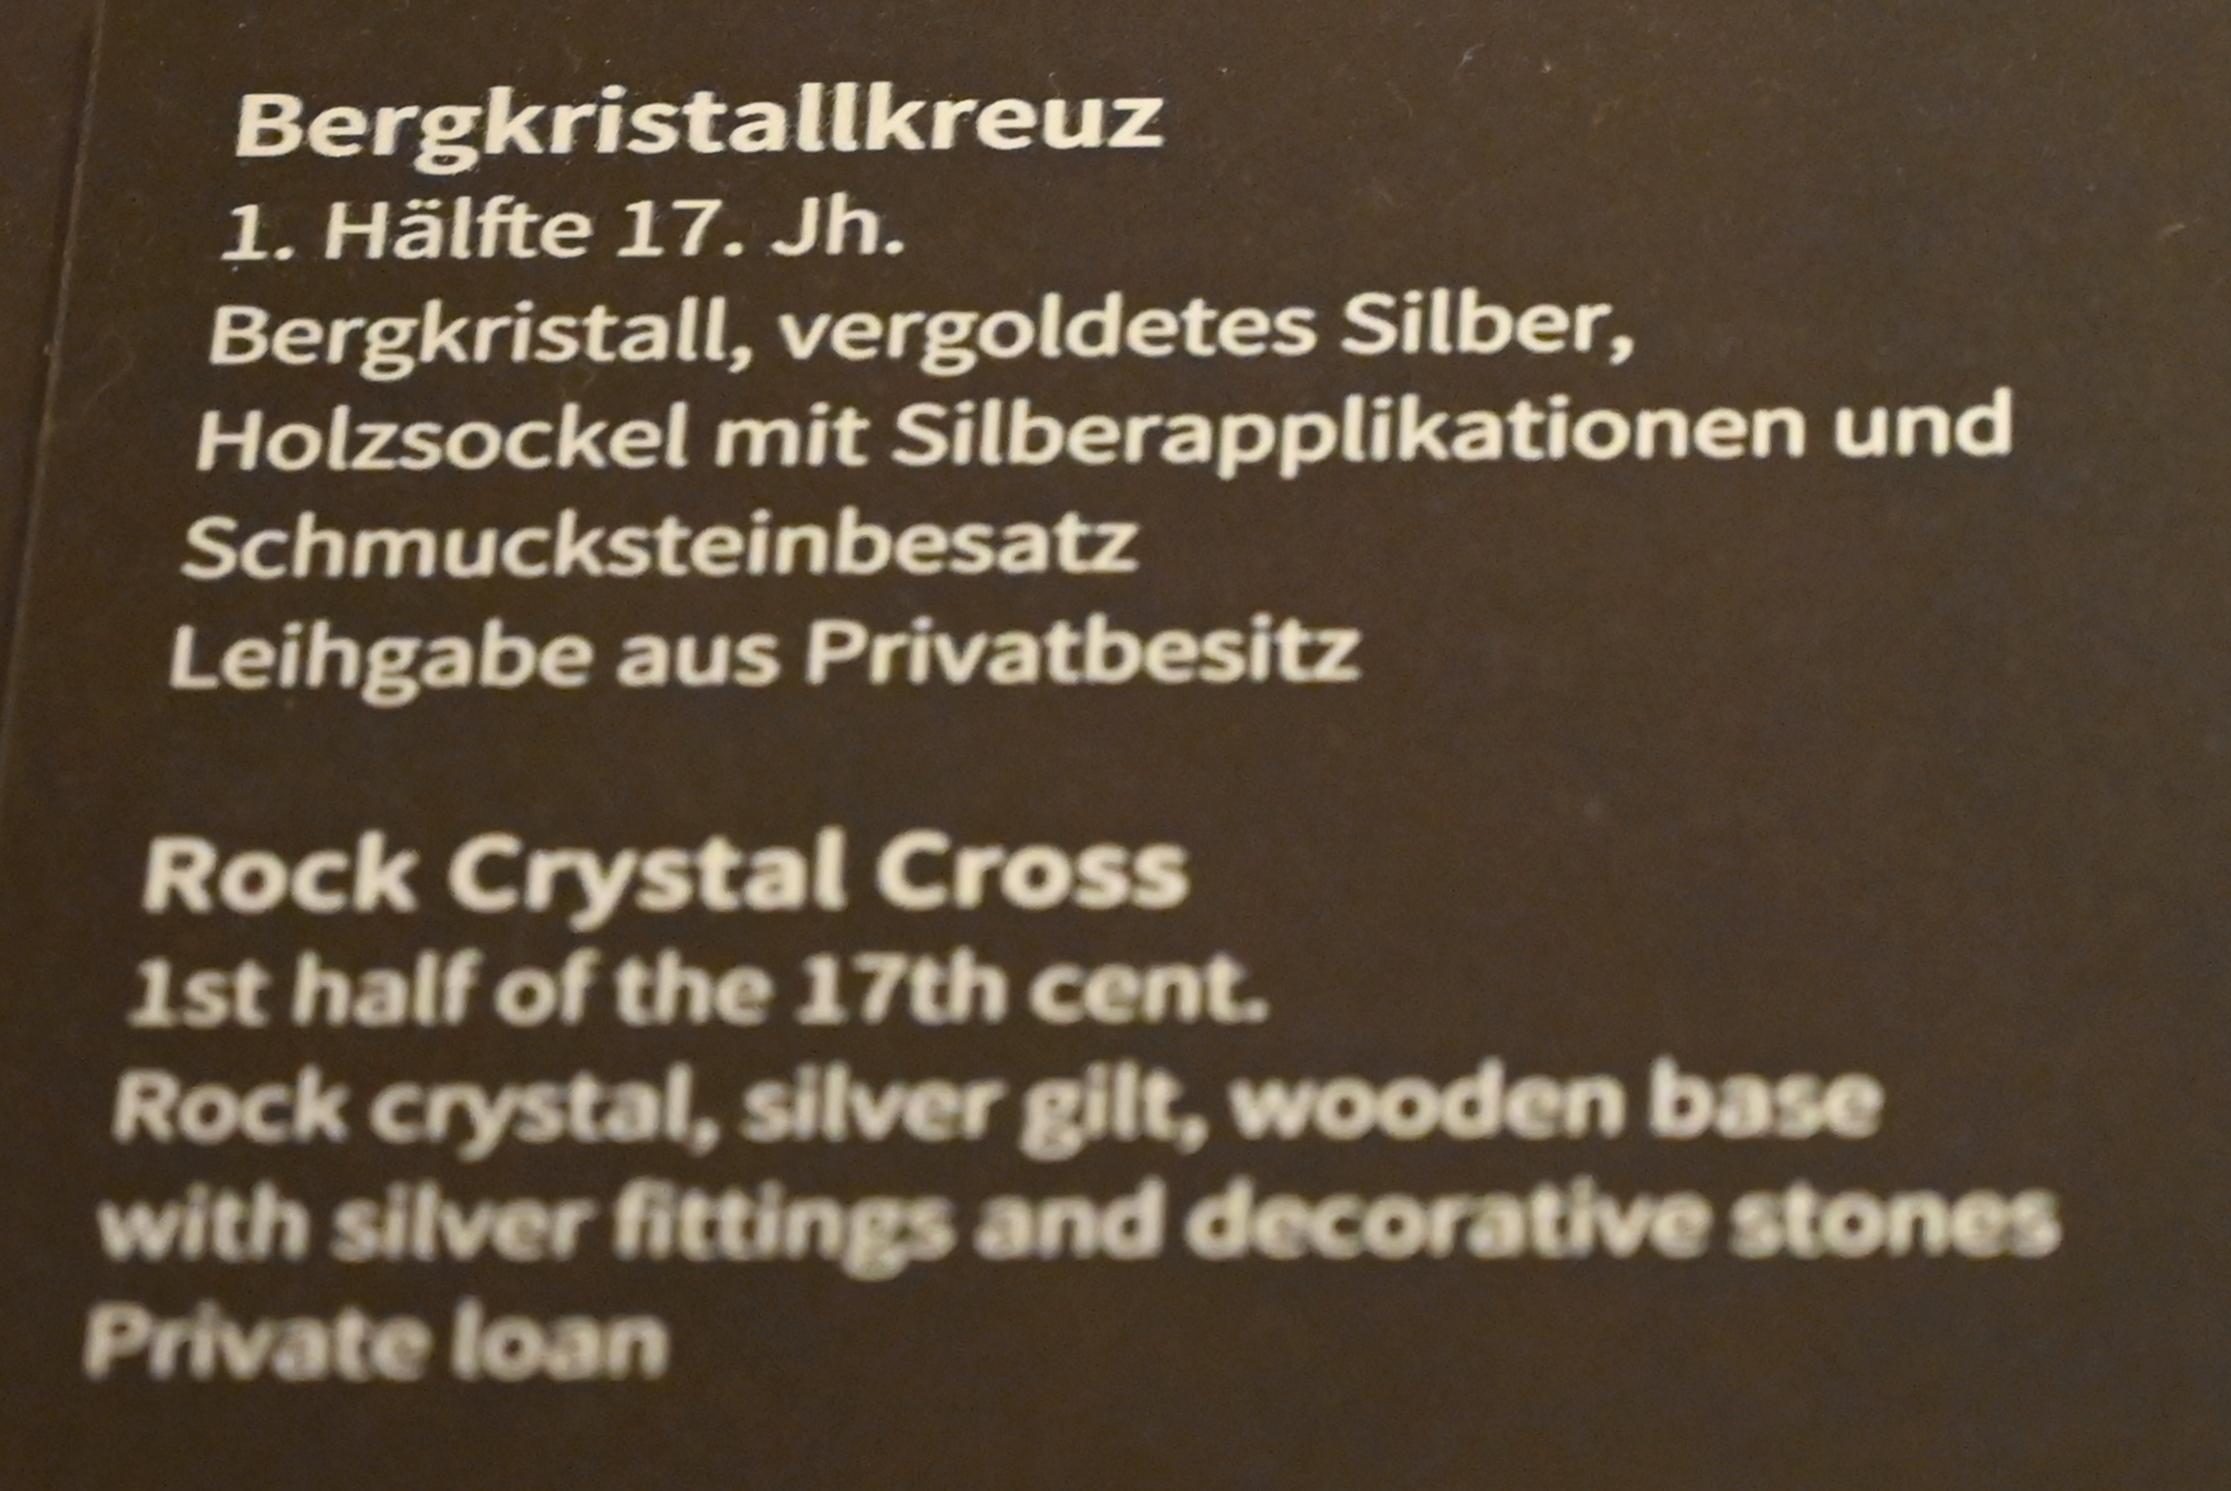 Bergkristallkreuz
1. Hälfte 17. Jh.
Bergkristall, vergoldetes Silber,
Holzsockel mit Silberapplikationen und
Schmucksteinbesatz
Leihgabe aus Privatbesitz
Rock Crystal Cross
1st half of the 17th cent.
Rock crystal, silver gilt, wooden base
with silver fittings and decorative stones
Private loan